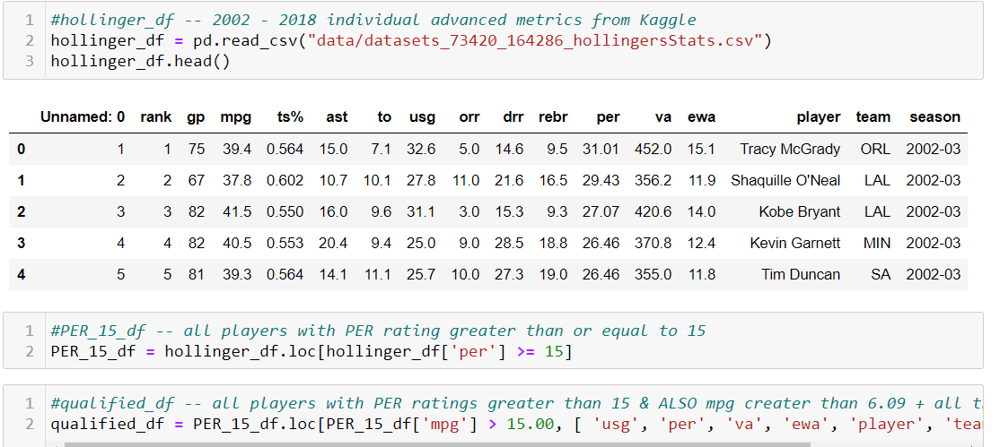 1 #hollinger_df -- 2002 - 2018 individual advanced metrics from Kaggle
2 hollinger_df = pd.read_csv("data/datasets_73420_164286_hollingersStats.csv")
3 hollinger_df.head()
Unnamed: 0 rank gp mpg ts% ast to usg orr drr rebr per va ewa player team season
0 1 1 75 39.4 0.564 15.0 7.1 32.6 5.0 14.6 9.5 31.01 452.0 15.1 Tracy McGrady ORL 2002-03
1 2 2 67 37.8 0.602 10.7 10.1 27.8 11.0 21.6 16.5 29.43 356.2 11.9 Shaquille O'Neal LAL 2002-03
2 3 3 82 41.5 0.550 16.0 9.6 31.1 3.0 15.3 9.3 27.07 420.6 14.0 Kobe Bryant LAL 2002-03
3 4 4 82 40.5 0.553 20.4 9.4 25.0 9.0 28.5 18.8 26.46 370.8 12.4 Kevin Garnett MIN 2002-03
4 5 5 81 39.3 0.564 14.1 11.1 25.7 10.0 27.3 19.0 26.46 355.0 11.8 Tim Duncan SA 2002-03
1 #PER_15_df -- all players with PER rating greater than or equal to 15
2 PER_15_df = hollinger_df.loc[hollinger_df['per'] >= 15]
1 #qualified_df -- all players with PER ratings greater than 15 & ALSO mpg creater than 6.09 + all
2 qualified_df = PER_15_df.loc[PER_15_df['mpg'] > 15.00, [ 'usg', 'per', 'va', 'ewa', 'player',